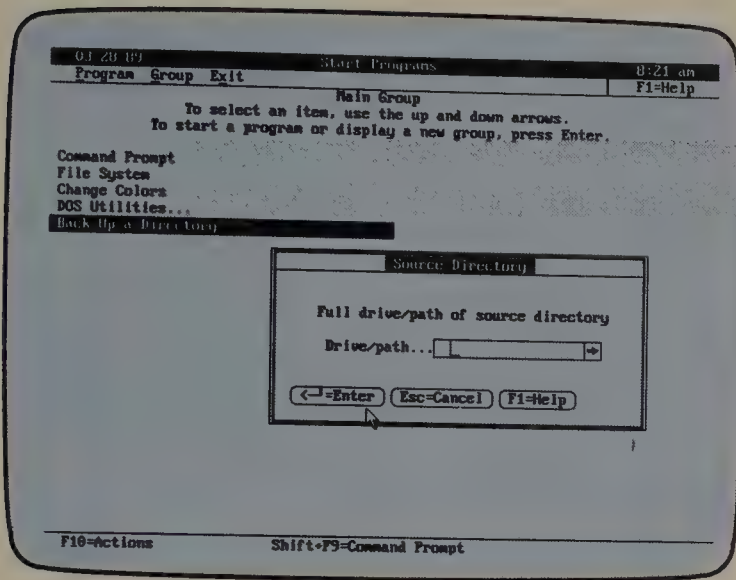 03-28-89 Start Programs 8:21 am
Program Group Exit F1=Help
Main Group
To select an item, use the up and down arrows.
To start a program or display a new group, press Enter.
Command Prompt
File System
Change Colors
DOS Utilities...
Back Up a Directory
Source Directory
Full drive/path of source directory
Drive/path...
←┘=Enter Esc=Cancel F1=Help
F10=Actions Shift+F9=Command Prompt